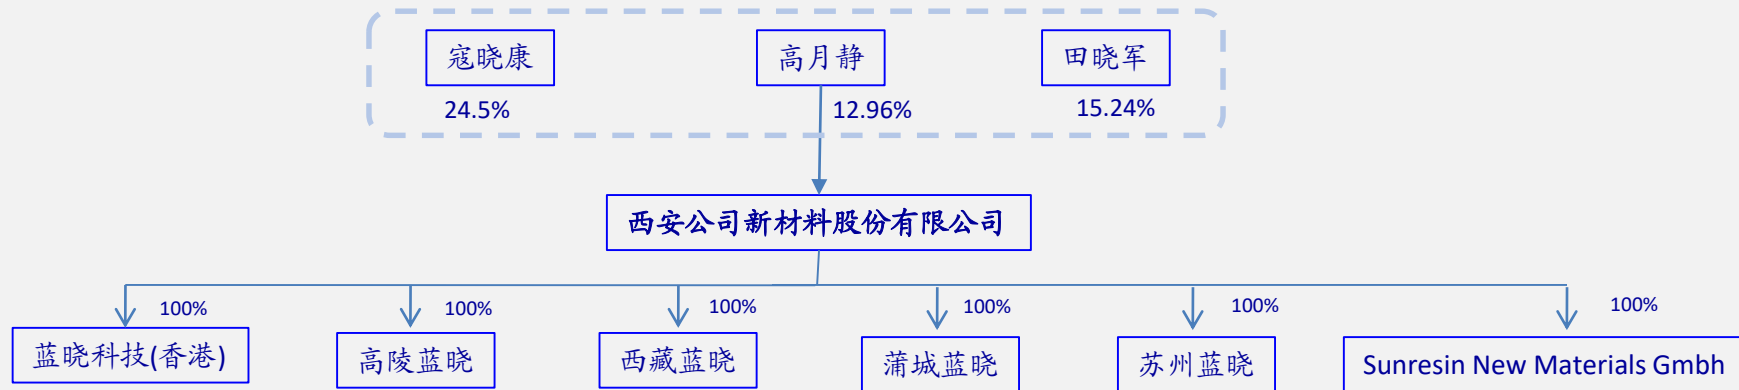 寇晓康
高月静
田晓军
24.5%
12.96%
15.24%
西安公司新材料股份有限公司
100%
100%
100%
100%
100%
100%
蓝晓科技(香港)
高陵蓝晓
西藏蓝晓
蒲城蓝晓
苏州蓝晓
Sunresin New Materials Gmbh